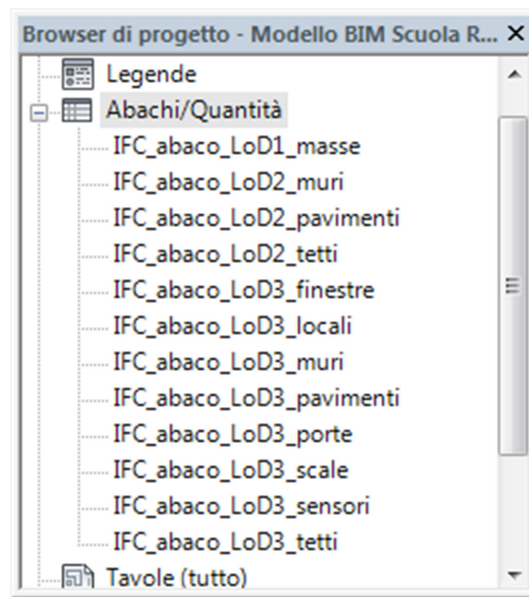 Browser di progetto - Modello BIM Scuola R...
Legende
Abachi/Quantità
IFC_abaco_LoD1_masse
IFC_abaco_LoD2_muri
IFC_abaco_LoD2_pavimenti
IFC_abaco_LoD2_tetti
IFC_abaco_LoD3_finestre
IFC_abaco_LoD3_locali
IFC_abaco_LoD3_muri
IFC_abaco_LoD3_pavimenti
IFC_abaco_LoD3_porte
IFC_abaco_LoD3_scale
IFC_abaco_LoD3_sensori
IFC_abaco_LoD3_tetti
Tavole (tutto)